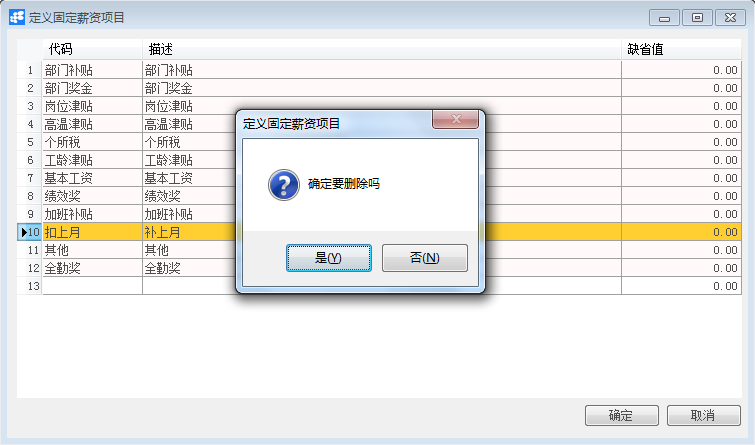 定义固定薪资项目
代码 描述 缺省值
1 部门补贴 部门补贴 0.00
2 部门奖金 部门奖金 0.00
3 岗位津贴 岗位津贴 0.00
4 高温津贴 高温津贴 0.00
5 个所税 个所税 0.00
6 工龄津贴 工龄津贴 0.00
7 基本工资 基本工资 0.00
8 绩效奖 绩效奖 0.00
9 加班补贴 加班补贴 0.00
10 扣上月 补上月 0.00
11 其他 其他 0.00
12 全勤奖 全勤奖 0.00
13 0.00
定义固定薪资项目
确定要删除吗
是(Y) 否(N)
确定 取消